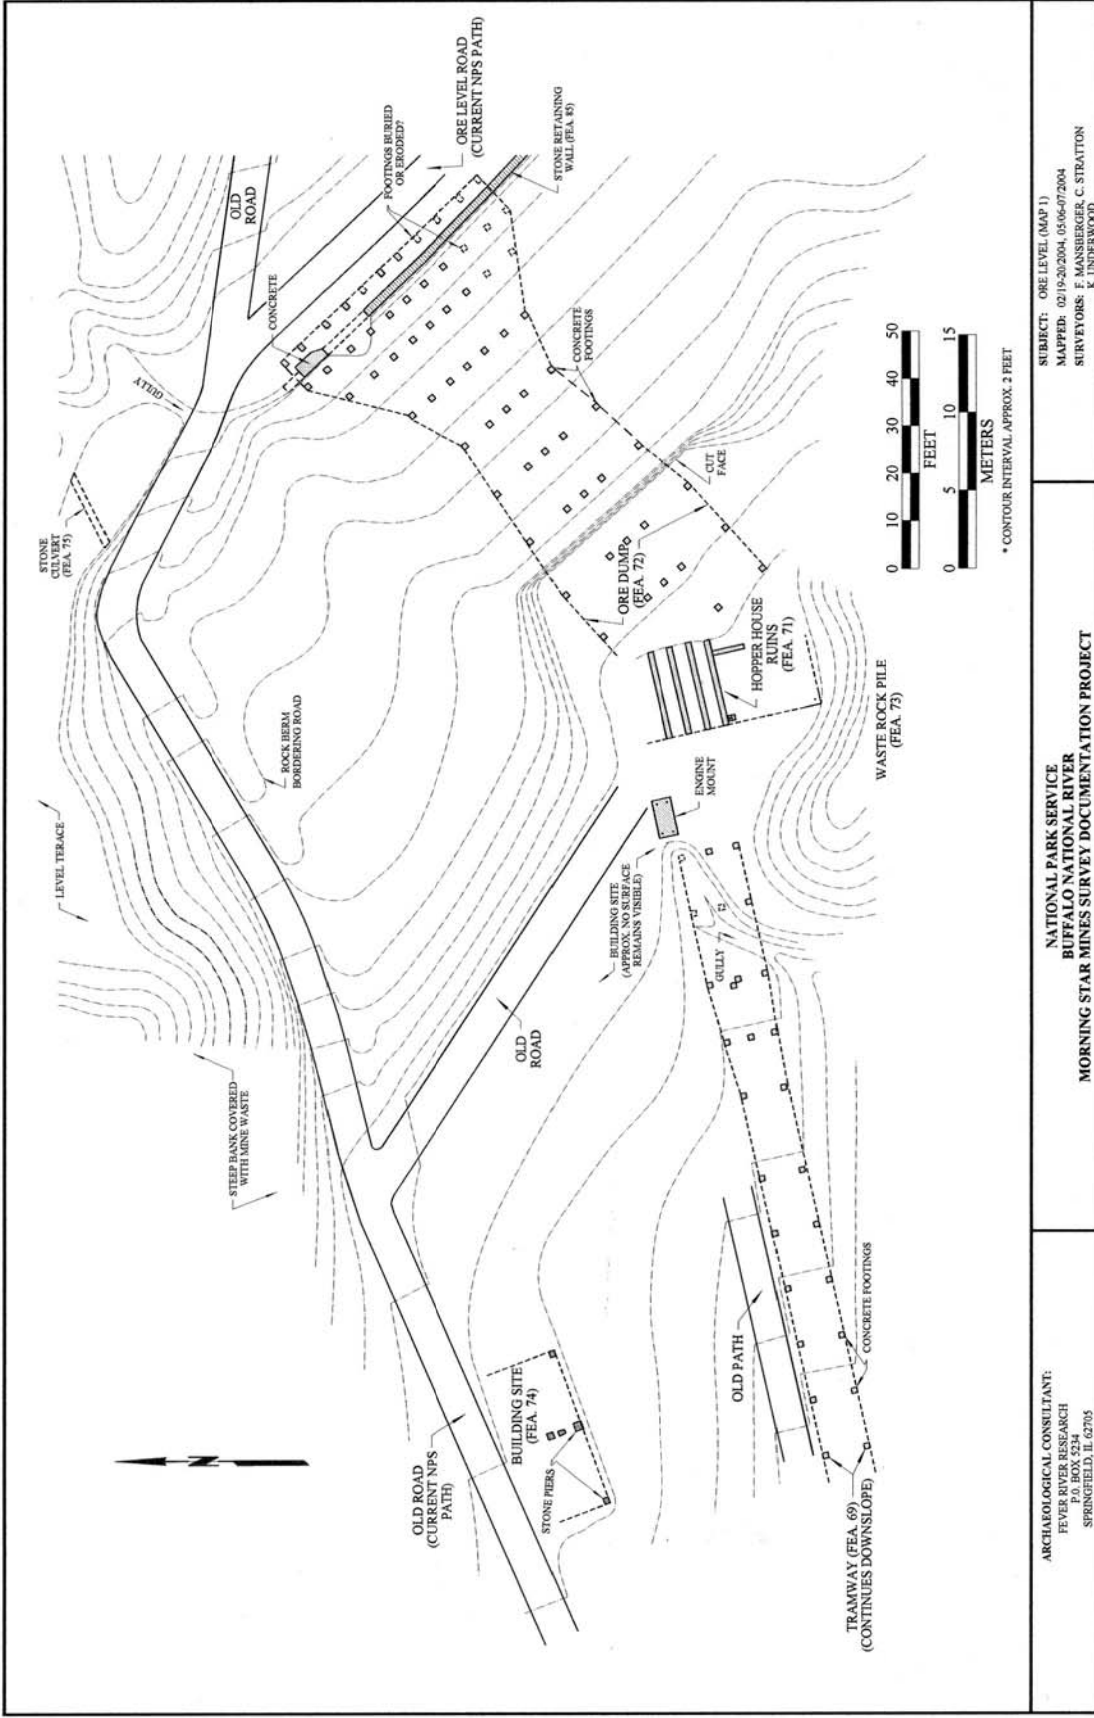 OLD
ROAD
ORE LEVEL ROAD
(CURRENT NPS PATH)
FOOTINGS BURIED
OR ERODED?
STONE RETAINING
WALL (FEA. 85)
CONCRETE
GULLY
STONE
CULVERT
(FEA. 75)
CONCRETE
FOOTINGS
CUT
FACE
ORE DUMP
(FEA. 72)
HOPPER HOUSE
RUINS
(FEA. 71)
WASTE ROCK PILE
(FEA. 73)
ROCK BERM
BORDERING ROAD
LEVEL TERACE
ENGINE
MOUNT
BUILDING SITE
(APPROX. NO SURFACE
REMAINS VISIBLE)
GULLY
OLD
ROAD
STEEP BANK COVERED
WITH MINE WASTE
OLD PATH
CONCRETE FOOTINGS
BUILDING SITE
(FEA. 74)
STONE PIERS
OLD ROAD
(CURRENT NPS
PATH)
TRAMWAY (FEA. 69)
(CONTINUES DOWNSLOPE)
N
0 10 20 30 40 50
FEET
0 5 10 15
METERS
* CONTOUR INTERVAL APPROX. 2 FEET
ARCHAEOLOGICAL CONSULTANT:
FEVER RIVER RESEARCH
P.O. BOX 5234
SPRINGFIELD, IL 62705
NATIONAL PARK SERVICE
BUFFALO NATIONAL RIVER
MORNING STAR MINES SURVEY DOCUMENTATION PROJECT
SUBJECT: ORE LEVEL (MAP 1)
MAPPED: 02/19-20/2004, 05/06-07/2004
SURVEYORS: F. MANSBERGER, C. STRATTON
K. UNDERWOOD